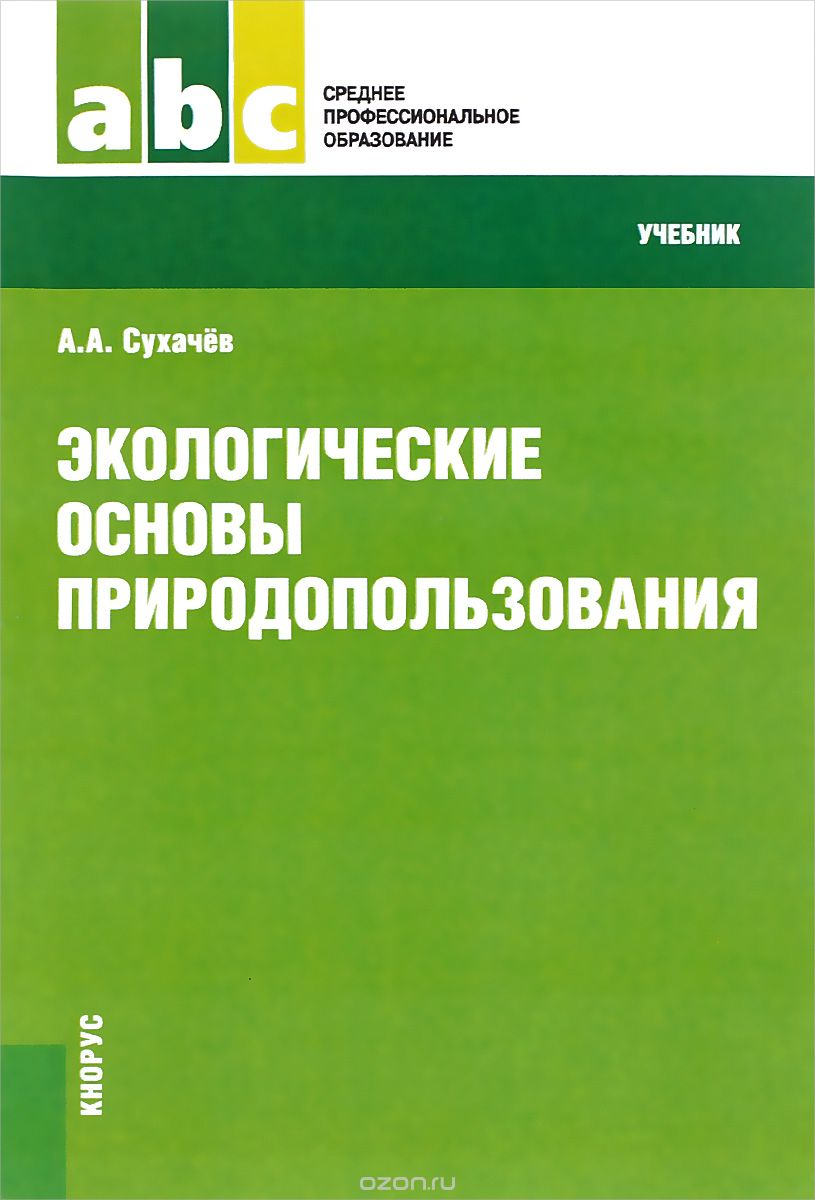 abc
СРЕДНЕЕ
ПРОФЕССИОНАЛЬНОЕ
ОБРАЗОВАНИЕ
УЧЕБНИК
А.А. Сухачёв
ЭКОЛОГИЧЕСКИЕ
ОСНОВЫ
ПРИРОДОПОЛЬЗОВАНИЯ
КНОРУС
ozon.ru